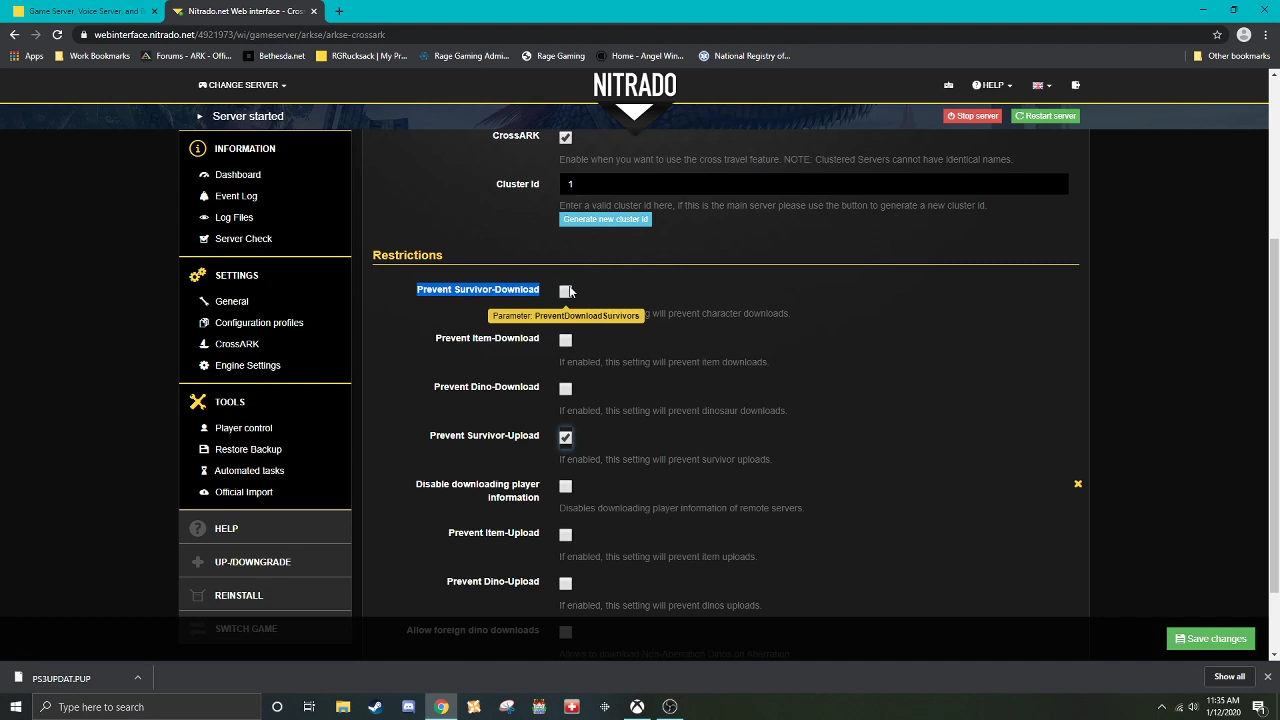 Game Server, Voice Server, and B
Nitrado.net Web-Interface - Cros
webinterface.nitrado.net/4921973/wi/gameserver/arkse-crossark
Apps
Work Bookmarks
Forums - ARK - Offi...
Bethesda.net
RGRucksack | My Pr...
Rage Gaming Admi...
Rage Gaming
Home - Angel Win...
National Registry of...
Other bookmarks
CHANGE SERVER
NITRADO
HELP
Server started
Stop server
Restart server
INFORMATION
Dashboard
Event Log
Log Files
Server Check
SETTINGS
General
Configuration profiles
CrossARK
Engine Settings
TOOLS
Player control
Restore Backup
Automated tasks
Official Import
HELP
UP-/DOWNGRADE
REINSTALL
SWITCH GAME
CrossARK
Enable when you want to use the cross travel feature. NOTE: Clustered Servers cannot have identical names.
Cluster Id
1
Enter a valid cluster id here, if this is the main server please use the button to generate a new cluster id.
Generate new cluster id
Restrictions
Prevent Survivor-Download
Parameter: PreventDownloadSurvivors
will prevent character downloads.
Prevent Item-Download
If enabled, this setting will prevent item downloads.
Prevent Dino-Download
If enabled, this setting will prevent dinosaur downloads.
Prevent Survivor-Upload
If enabled, this setting will prevent survivor uploads.
Disable downloading player
information
Disables downloading player information of remote servers.
Prevent Item-Upload
If enabled, this setting will prevent item uploads.
Prevent Dino-Upload
If enabled, this setting will prevent dinos uploads.
Allow foreign dino downloads
Allows to download Non-Aberration Dinos on Aberration
Save changes
PS3UPDAT.PUP
Show all
Type here to search
11:35 AM
1/12/2020